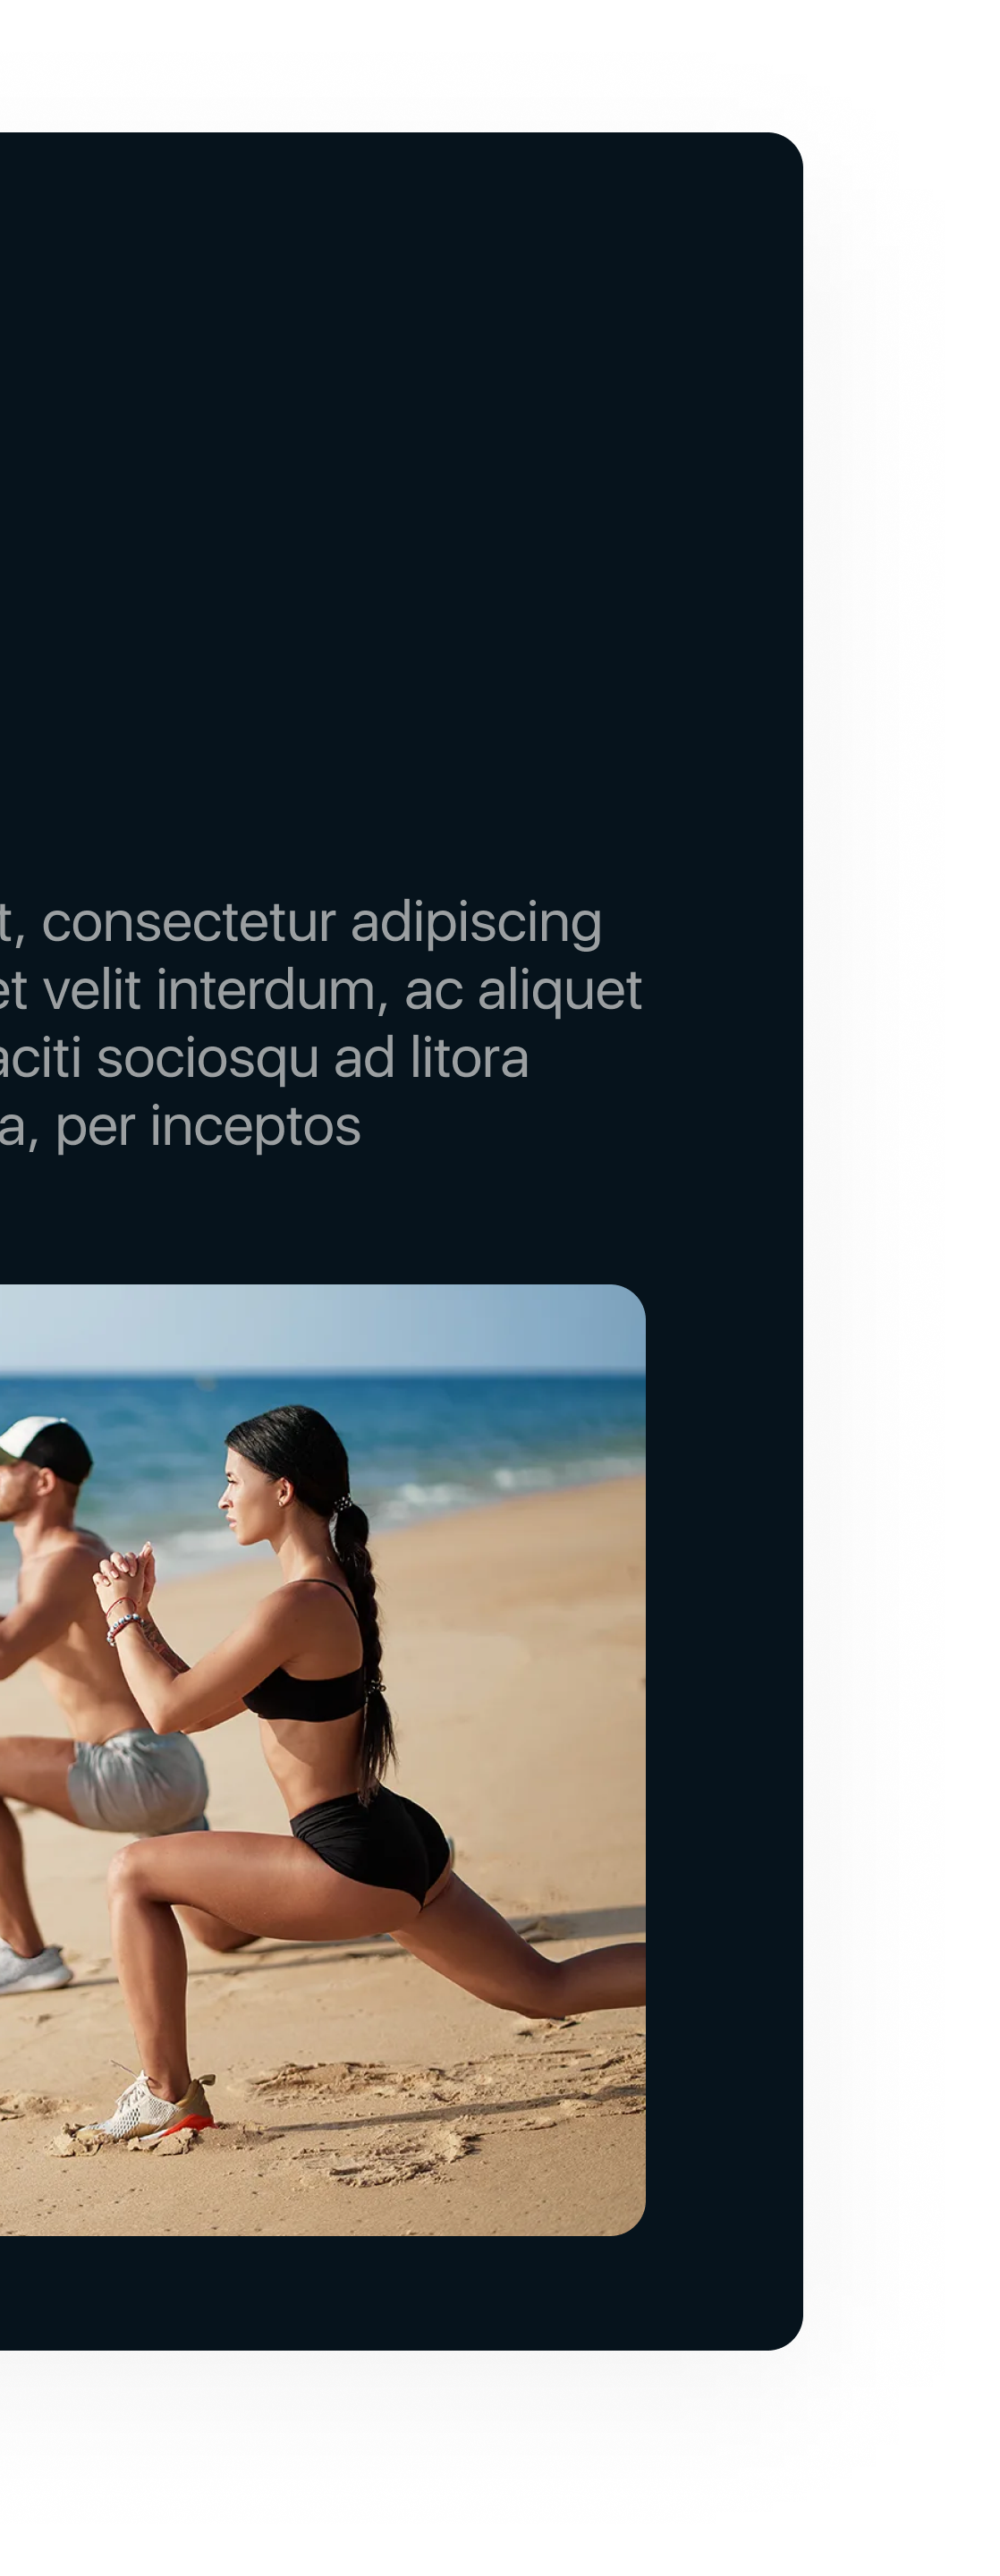 t, consectetur adipiscing
et velit interdum, ac aliquet
aciti sociosqu ad litora
a, per inceptos